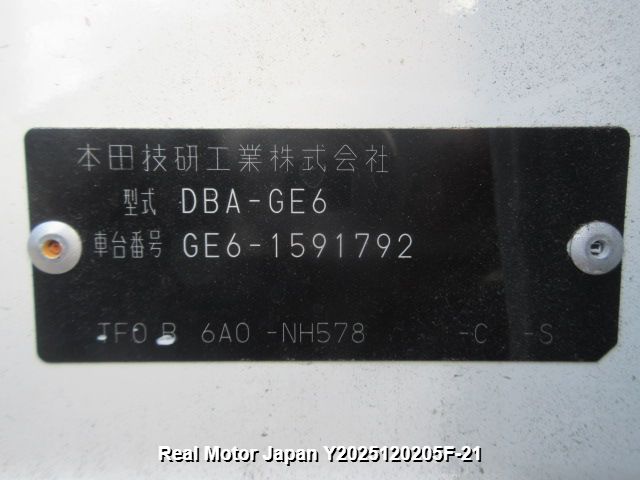 本田技研工業株式会社
型式 DBA-GE6
車台番号 GE6-1591792
TFO B 6A0 -NH578 -C -S
Real Motor Japan Y2025120205F-21